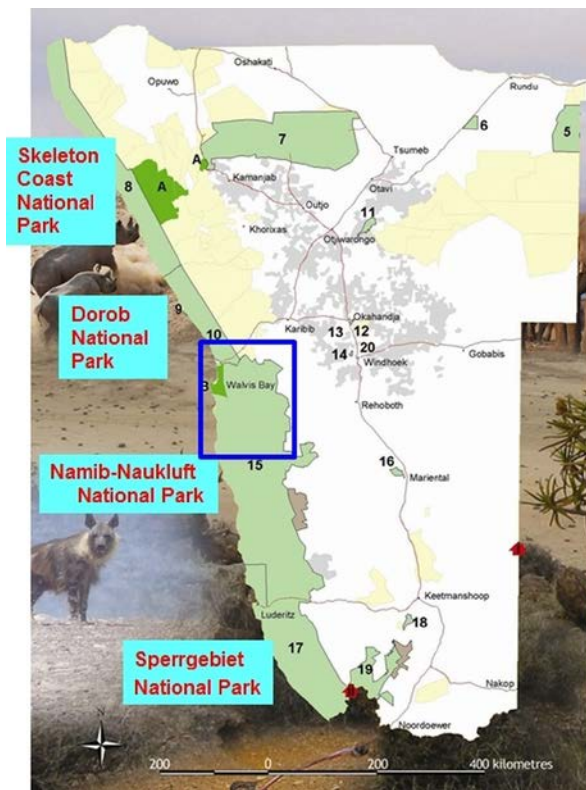 Oshakati
Opuwo
Rundu
6
5
7
Tsumeb
Skeleton
Coast
National
Park
A
8
A
Kamanjab
Otavi
Outjo
11
Khorixas
Otjiwarongo
Dorob
National
Park
9
10
Okahandja
Karibib
13
12
14
20
Windhoek
Gobabis
B
Walvis Bay
Rehoboth
Namib-Naukluft
National Park
15
16
Mariental
Keetmanshoop
Luderitz
18
Sperrgebiet
National Park
17
19
Nakop
Noordoewer
N
200
0
200
400 kilometres